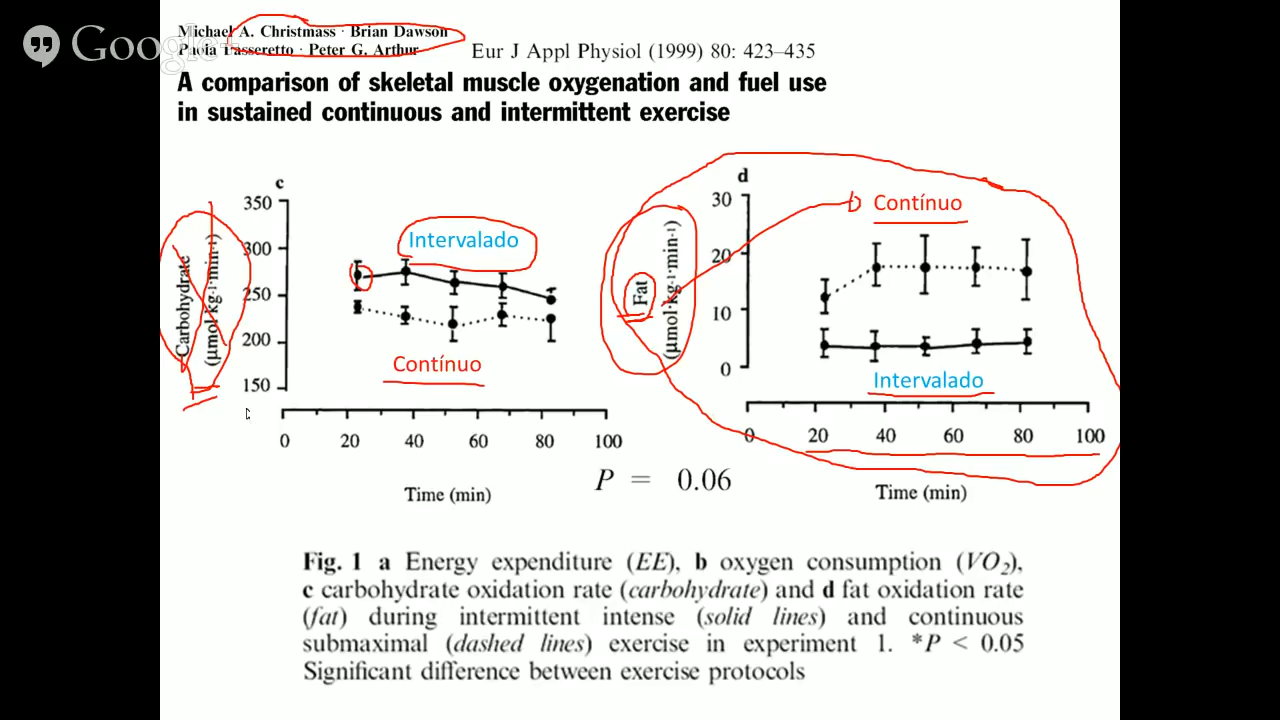 Google+
Michael A. Christmass · Brian Dawson
Peter G. Arthur
Eur J Appl Physiol (1999) 80: 423–435
A comparison of skeletal muscle oxygenation and fuel use
in sustained continuous and intermittent exercise
c
Carbohydrate
(µmol·kg-1·min-1)
350
300
250
200
150
Intervalado
Contínuo
0 20 40 60 80 100
Time (min)
d
Fat
(µmol·kg-1·min-1)
30
20
10
0
Contínuo
Intervalado
0 20 40 60 80 100
Time (min)
P = 0.06
Fig. 1 a Energy expenditure (EE), b oxygen consumption (VO2),
c carbohydrate oxidation rate (carbohydrate) and d fat oxidation rate
(fat) during intermittent intense (solid lines) and continuous
submaximal (dashed lines) exercise in experiment 1. *P < 0.05
Significant difference between exercise protocols